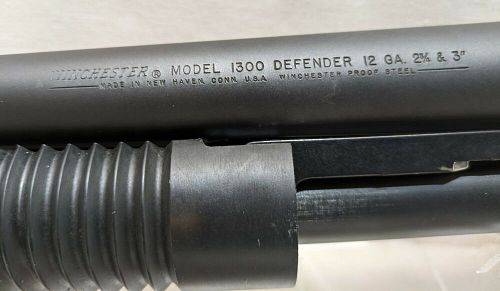 WINCHESTER® MODEL 1300 DEFENDER 12 GA. 2¾ & 3"
MADE IN NEW HAVEN, CONN. U.S.A. WINCHESTER PROOF STEEL